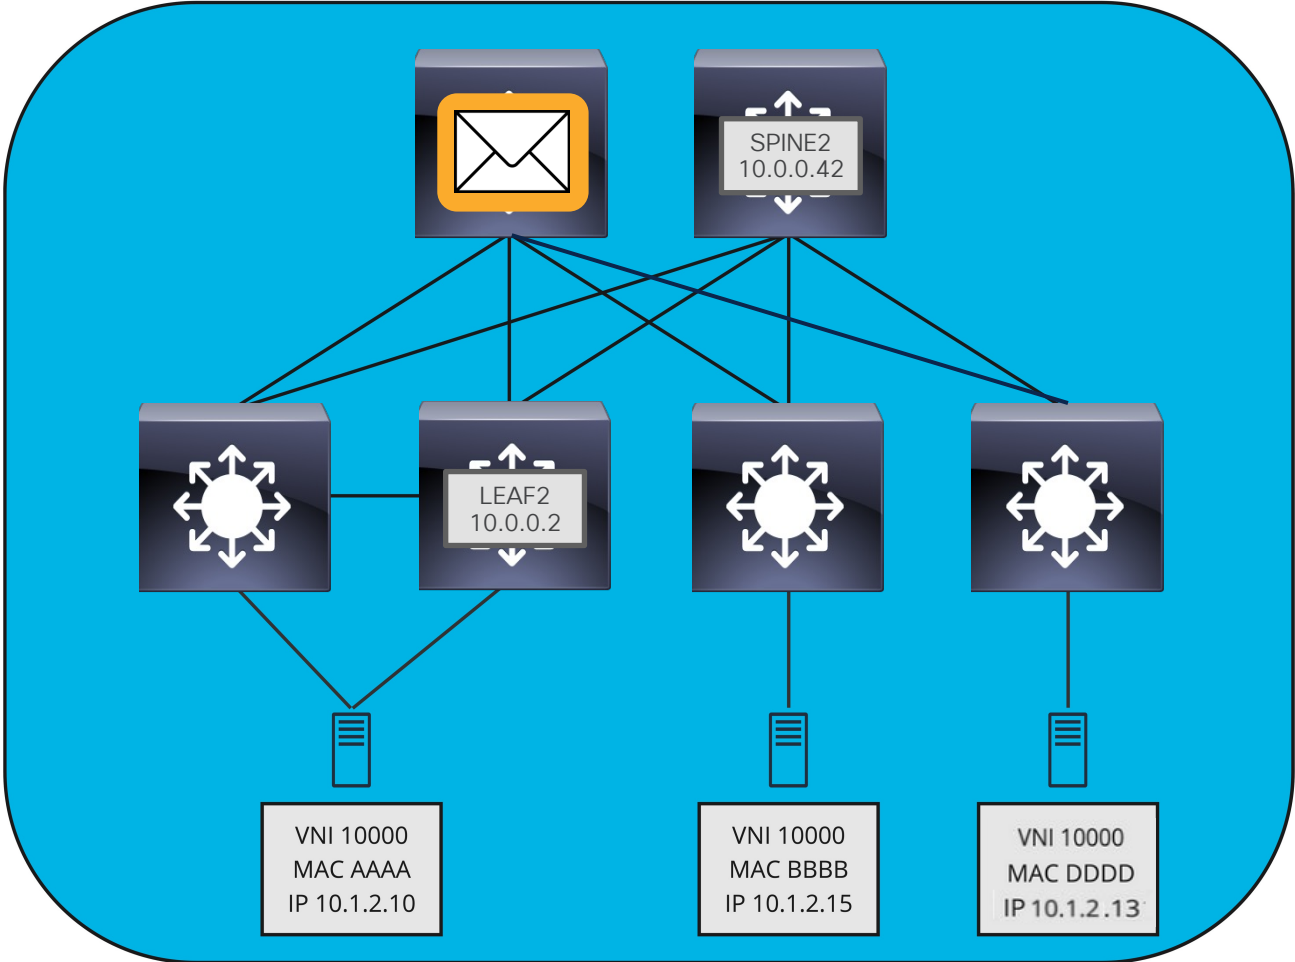 SPINE2
10.0.0.42
LEAF2
10.0.0.2
VNI 10000
MAC AAAA
IP 10.1.2.10
VNI 10000
MAC BBBB
IP 10.1.2.15
VNI 10000
MAC DDDD
IP 10.1.2.13